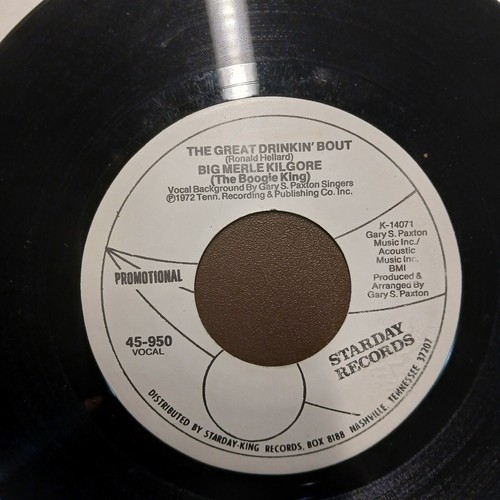 THE GREAT DRINKIN' BOUT
(Ronald Hellard)
BIG MERLE KILGORE
(The Boogie King)
Vocal Background By Gary S. Paxton Singers
Ⓟ1972 Tenn. Recording & Publishing Co. Inc.
PROMOTIONAL
45-950
VOCAL
K-14071
Gary S. Paxton
Music Inc./
Acoustic
Music Inc.
BMI
Produced &
Arranged By
Gary S. Paxton
STARDAY
RECORDS
DISTRIBUTED BY STARDAY-KING RECORDS, BOX 8188 NASHVILLE, TENNESSEE 37207